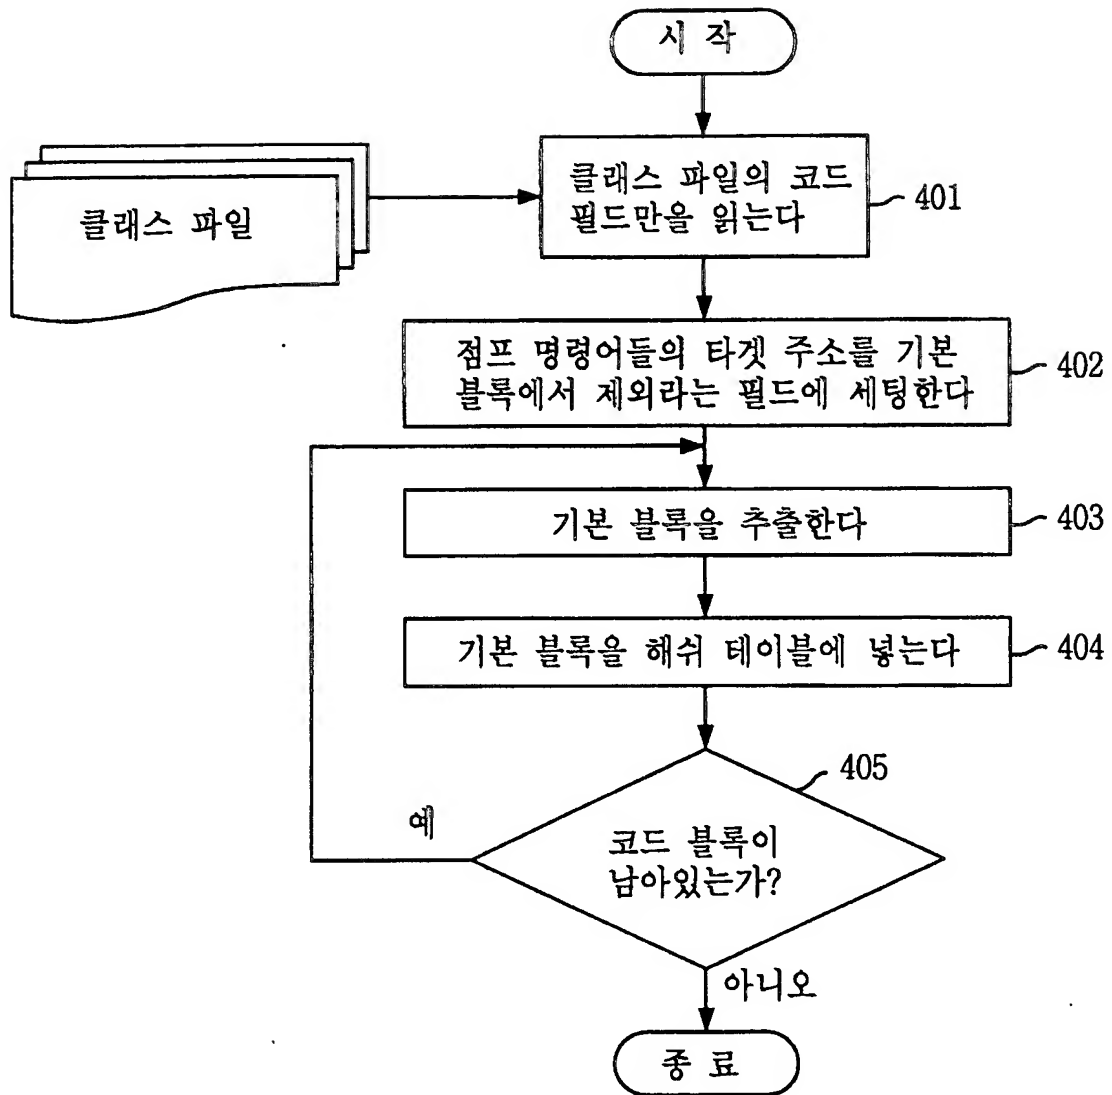 시 작
클래스 파일
클래스 파일의 코드
필드만을 읽는다
401
점프 명령어들의 타겟 주소를 기본
블록에서 제외라는 필드에 세팅한다
402
기본 블록을 추출한다
403
기본 블록을 해쉬 테이블에 넣는다
404
405
예
코드 블록이
남아있는가?
아니오
종 료